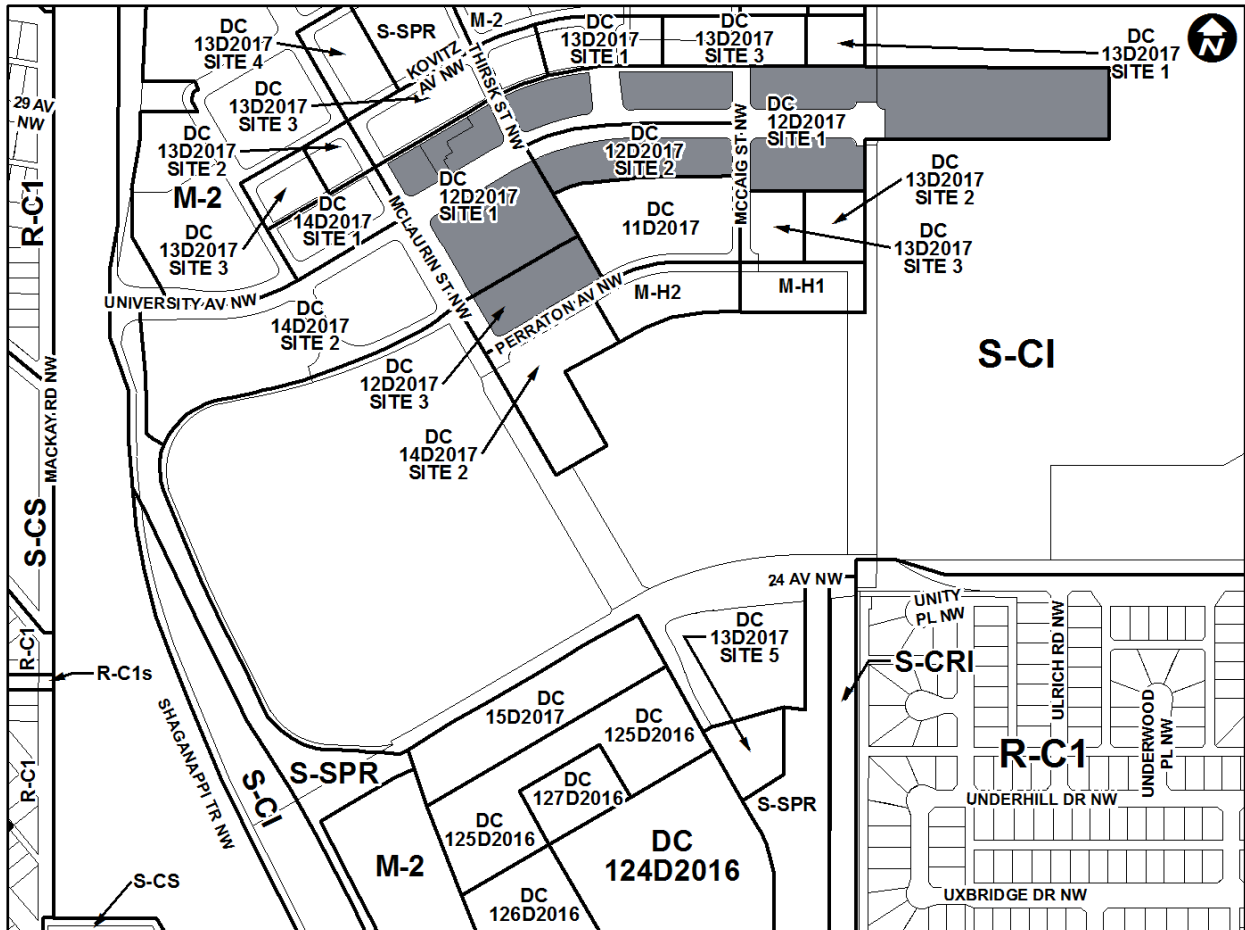 DC
13D2017
SITE 4
S-SPR
M-2
KOVITZ
AV NW
THIRSK ST NW
DC
13D2017
SITE 1
DC
13D2017
SITE 3
DC
13D2017
SITE 1
N
29 AV
NW
DC
13D2017
SITE 3
DC
13D2017
SITE 2
DC
12D2017
SITE 1
MCCAIG ST NW
DC
12D2017
SITE 2
R-C1
M-2
DC
12D2017
SITE 1
DC
13D2017
SITE 2
DC
14D2017
SITE 1
DC
11D2017
DC
13D2017
SITE 3
MCLAURIN ST NW
DC
13D2017
SITE 3
UNIVERSITY AV NW
PERRATON AV NW
M-H2
M-H1
DC
14D2017
SITE 2
S-CI
MACKAY RD NW
DC
12D2017
SITE 3
DC
14D2017
SITE 2
S-CS
24 AV NW
UNITY
PL NW
ULRICH RD NW
R-C1
DC
13D2017
SITE 5
S-CRI
R-C1s
UNDERWOOD
PL NW
DC
15D2017
DC
125D2016
SHAGANAPPI TR NW
R-C1
R-C1
S-CI
S-SPR
DC
127D2016
S-SPR
UNDERHILL DR NW
DC
125D2016
M-2
DC
124D2016
S-CS
DC
126D2016
UXBRIDGE DR NW